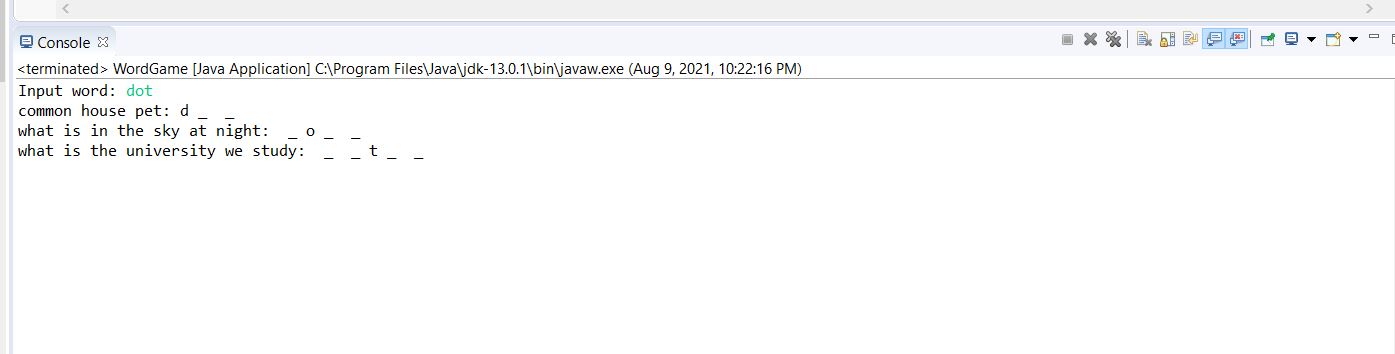 Console
<terminated> WordGame [Java Application] C:\Program Files\Java\jdk-13.0.1\bin\javaw.exe (Aug 9, 2021, 10:22:16 PM)
Input word: dot
common house pet: d _  _
what is in the sky at night:  _ o _  _
what is the university we study:  _  _ t _  _